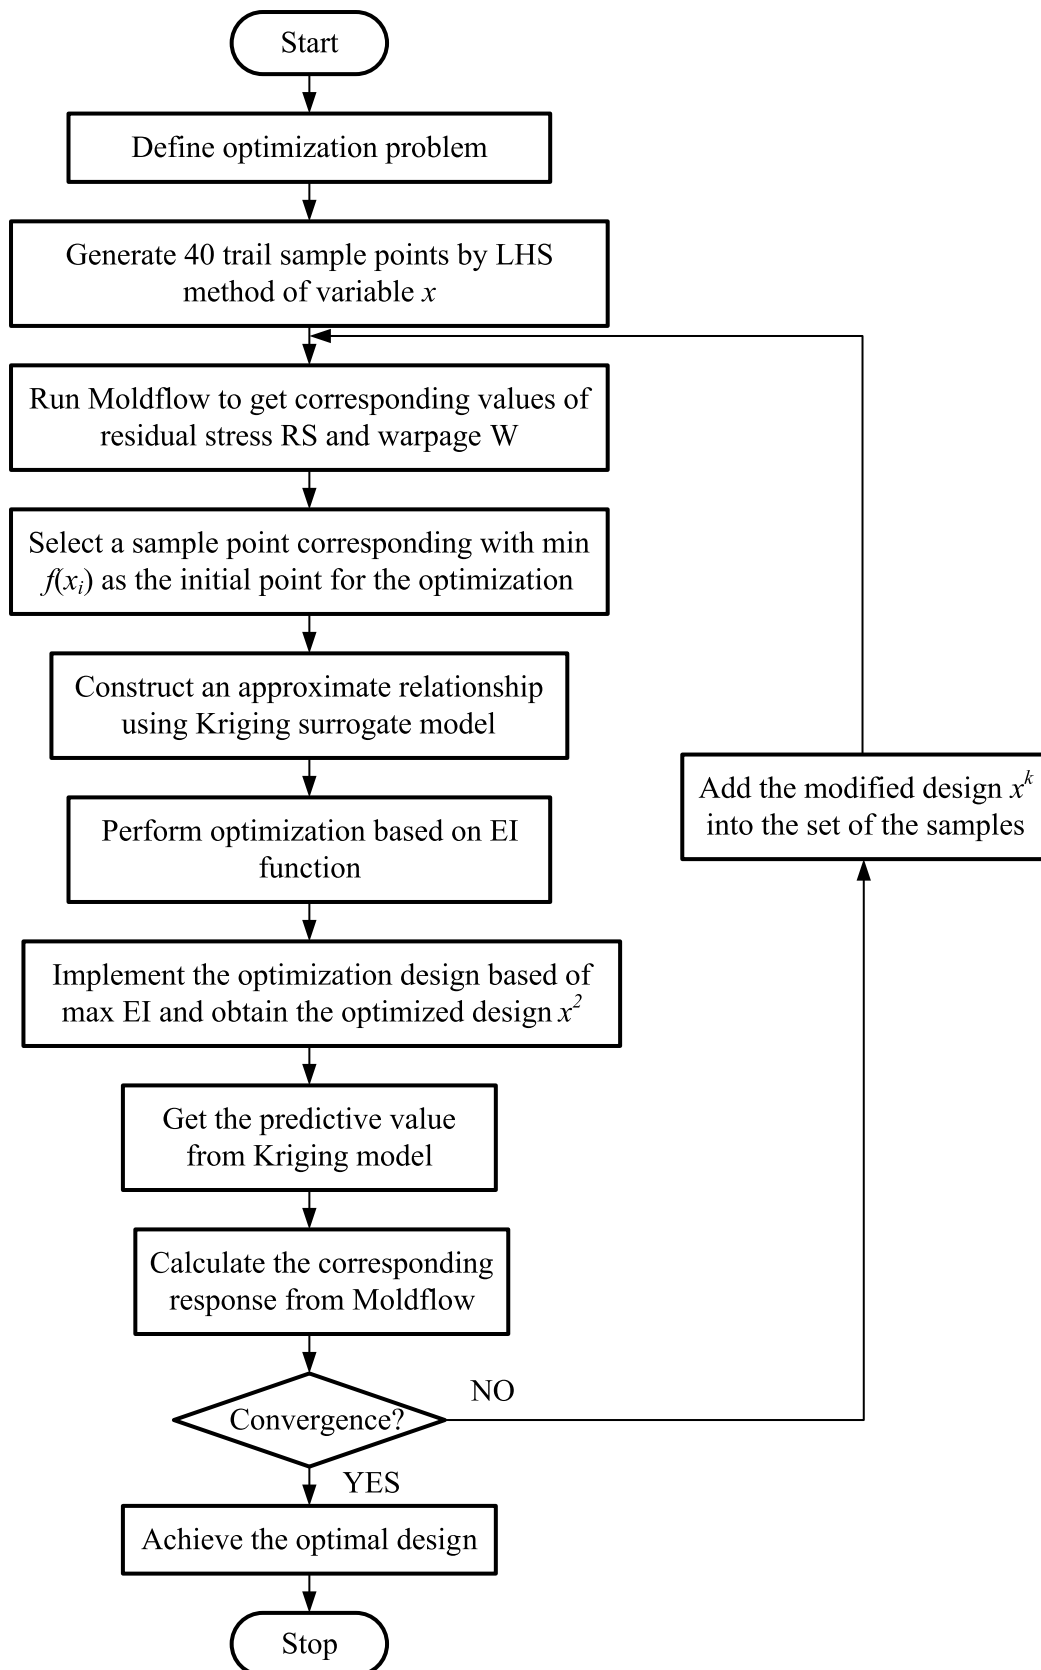 Start
Define optimization problem
Generate 40 trail sample points by LHS
method of variable x
Run Moldflow to get corresponding values of
residual stress RS and warpage W
Select a sample point corresponding with min
f(xᵢ) as the initial point for the optimization
Construct an approximate relationship
using Kriging surrogate model
Add the modified design xᵏ
into the set of the samples
Perform optimization based on EI
function
Implement the optimization design based of
max EI and obtain the optimized design x²
Get the predictive value
from Kriging model
Calculate the corresponding
response from Moldflow
Convergence?
NO
YES
Achieve the optimal design
Stop